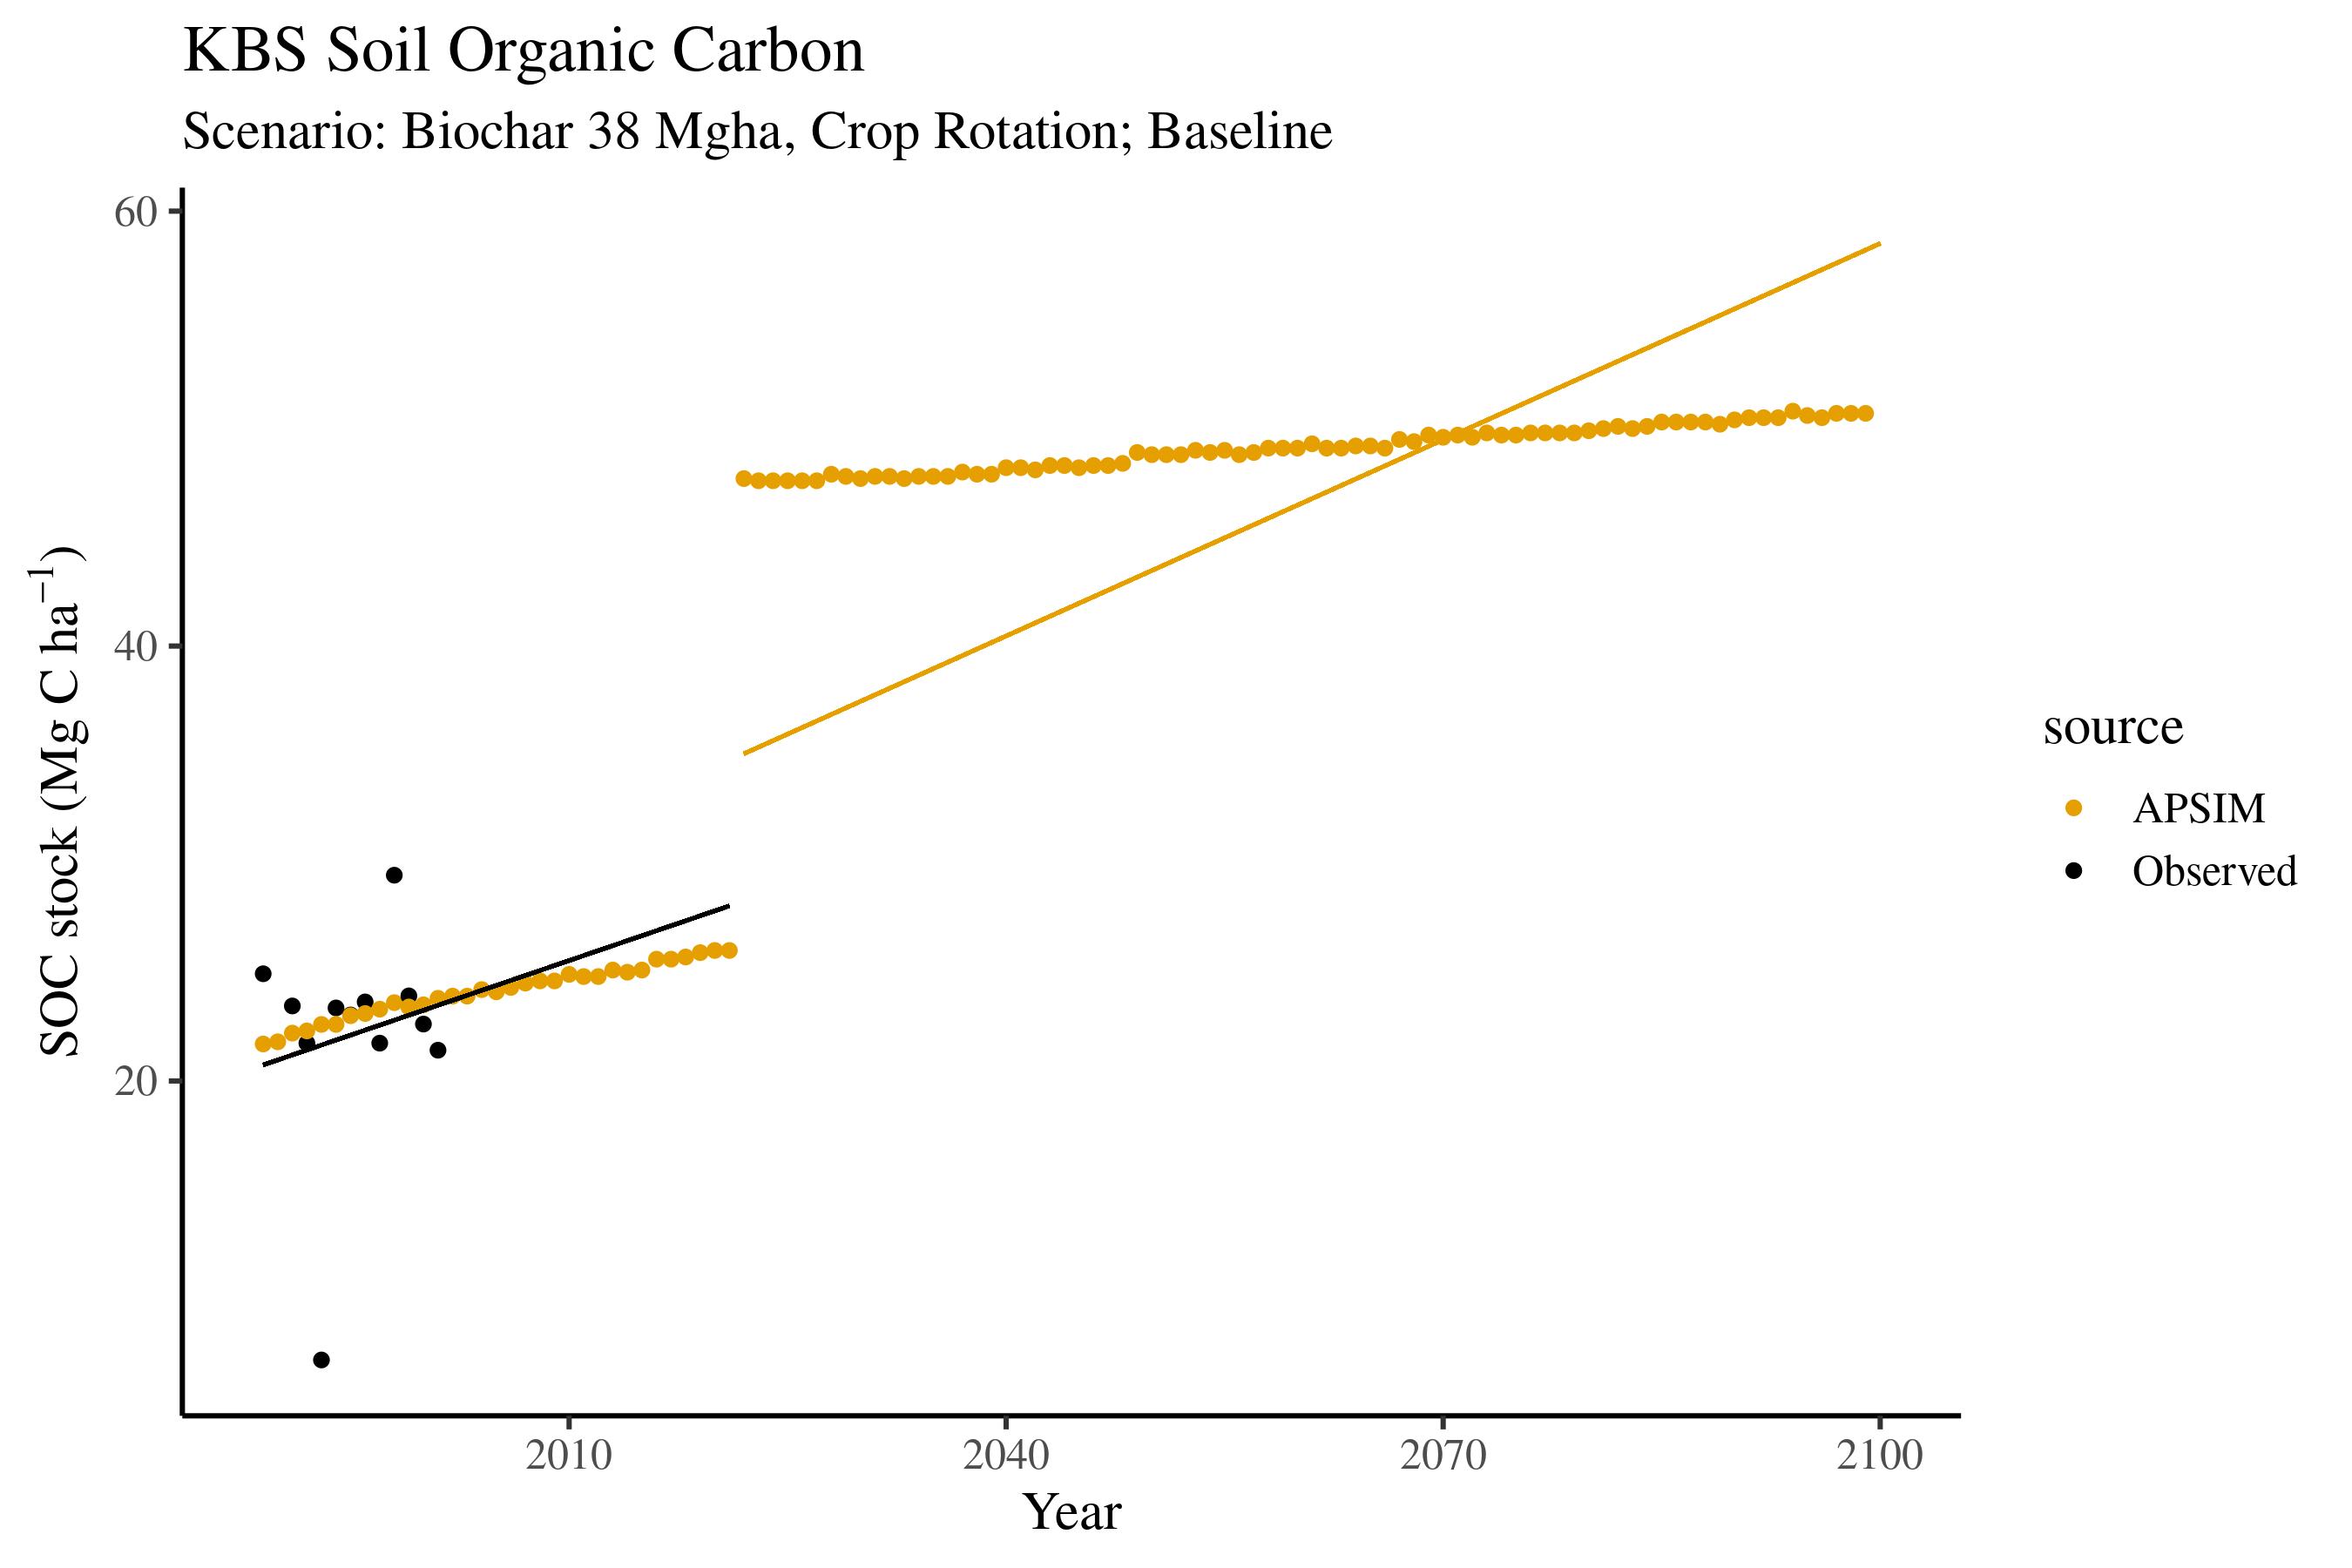 KBS Soil Organic Carbon
Scenario: Biochar 38 Mgha, Crop Rotation; Baseline
60
40
20
SOC stock (Mg C ha⁻¹)
2010 2040 2070 2100
Year
source
APSIM
Observed